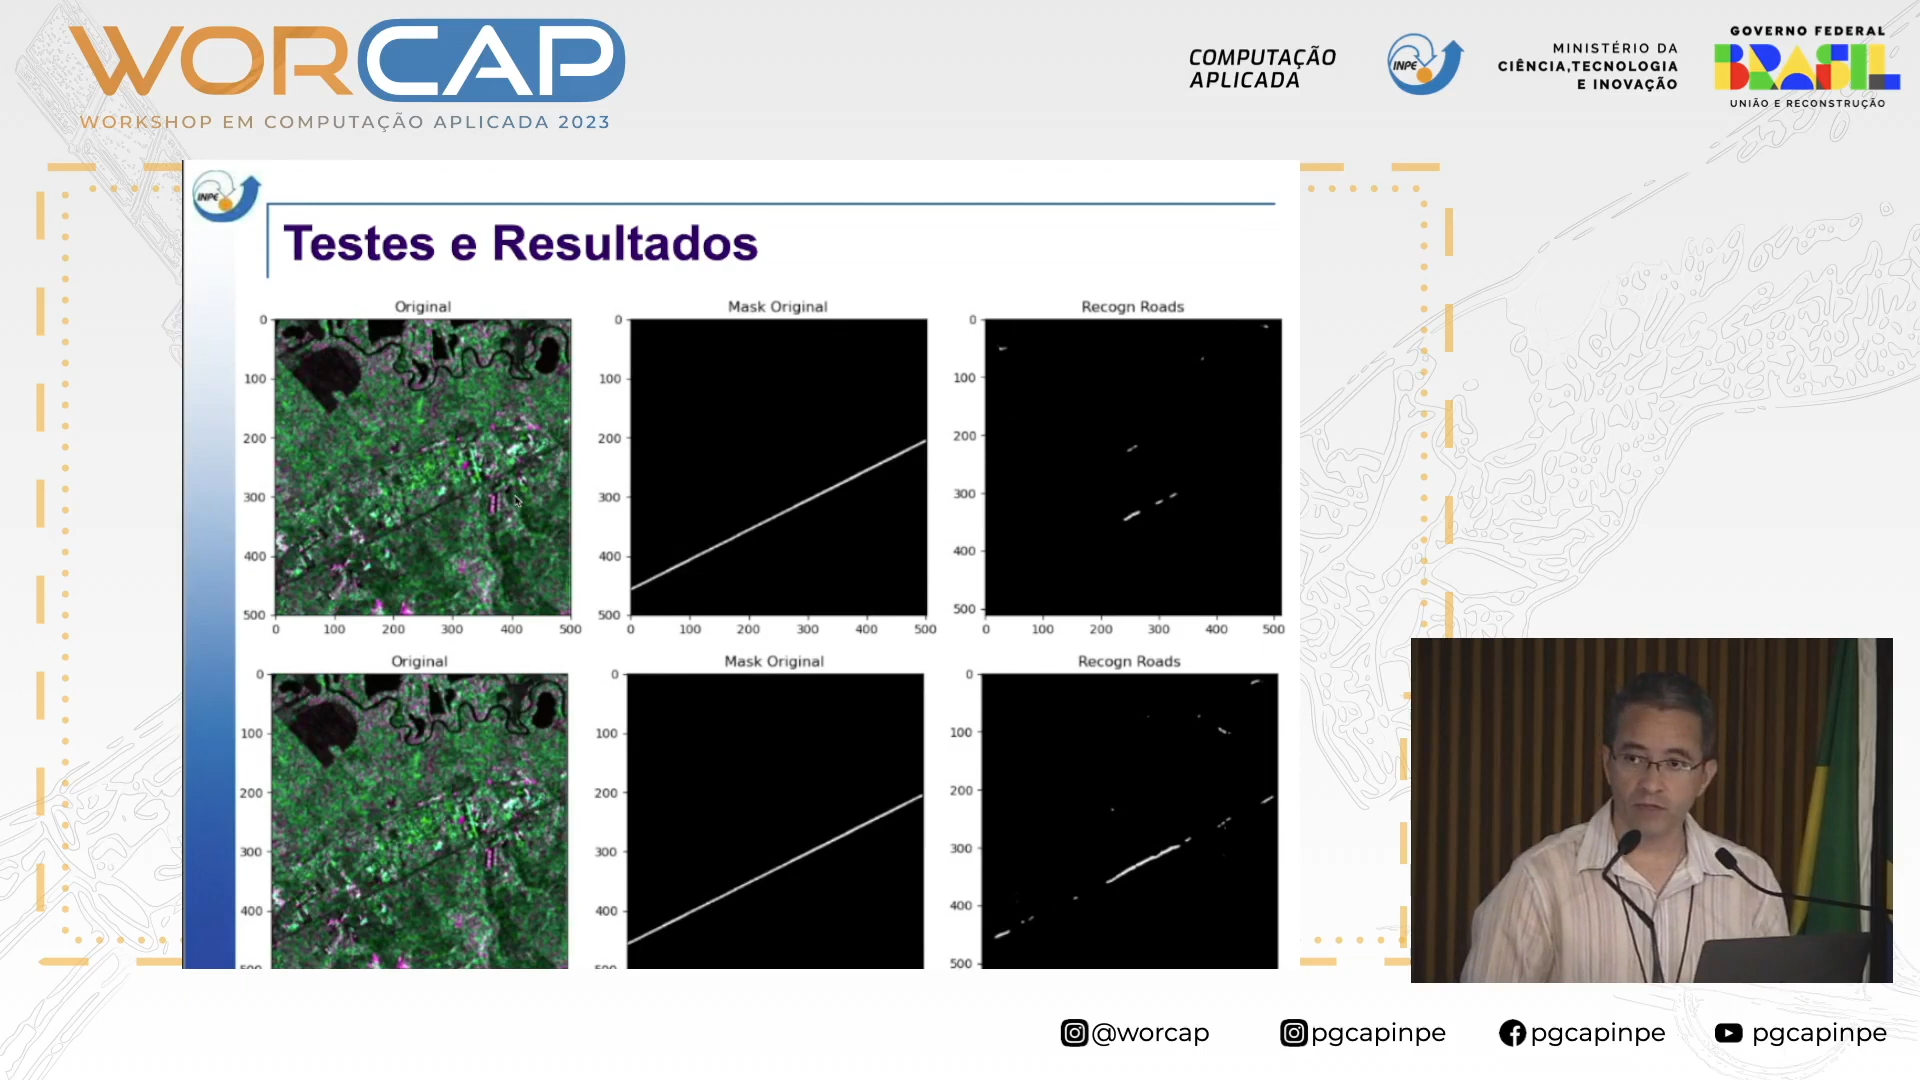 WORCAP
WORKSHOP EM COMPUTAÇÃO APLICADA 2023
COMPUTAÇÃO
APLICADA
INPE
MINISTÉRIO DA
CIÊNCIA,TECNOLOGIA
E INOVAÇÃO
GOVERNO FEDERAL
BRASIL
UNIÃO E RECONSTRUÇÃO
INPE
Testes e Resultados
Original
Mask Original
Recogn Roads
0
100
200
300
400
500
0 100 200 300 400 500
0
100
200
300
400
500
0 100 200 300 400 500
0
100
200
300
400
500
0 100 200 300 400 500
Original
Mask Original
Recogn Roads
0
100
200
300
400
500
0
100
200
300
400
500
0
100
200
300
400
500
@worcap
pgcapinpe
pgcapinpe
pgcapinpe